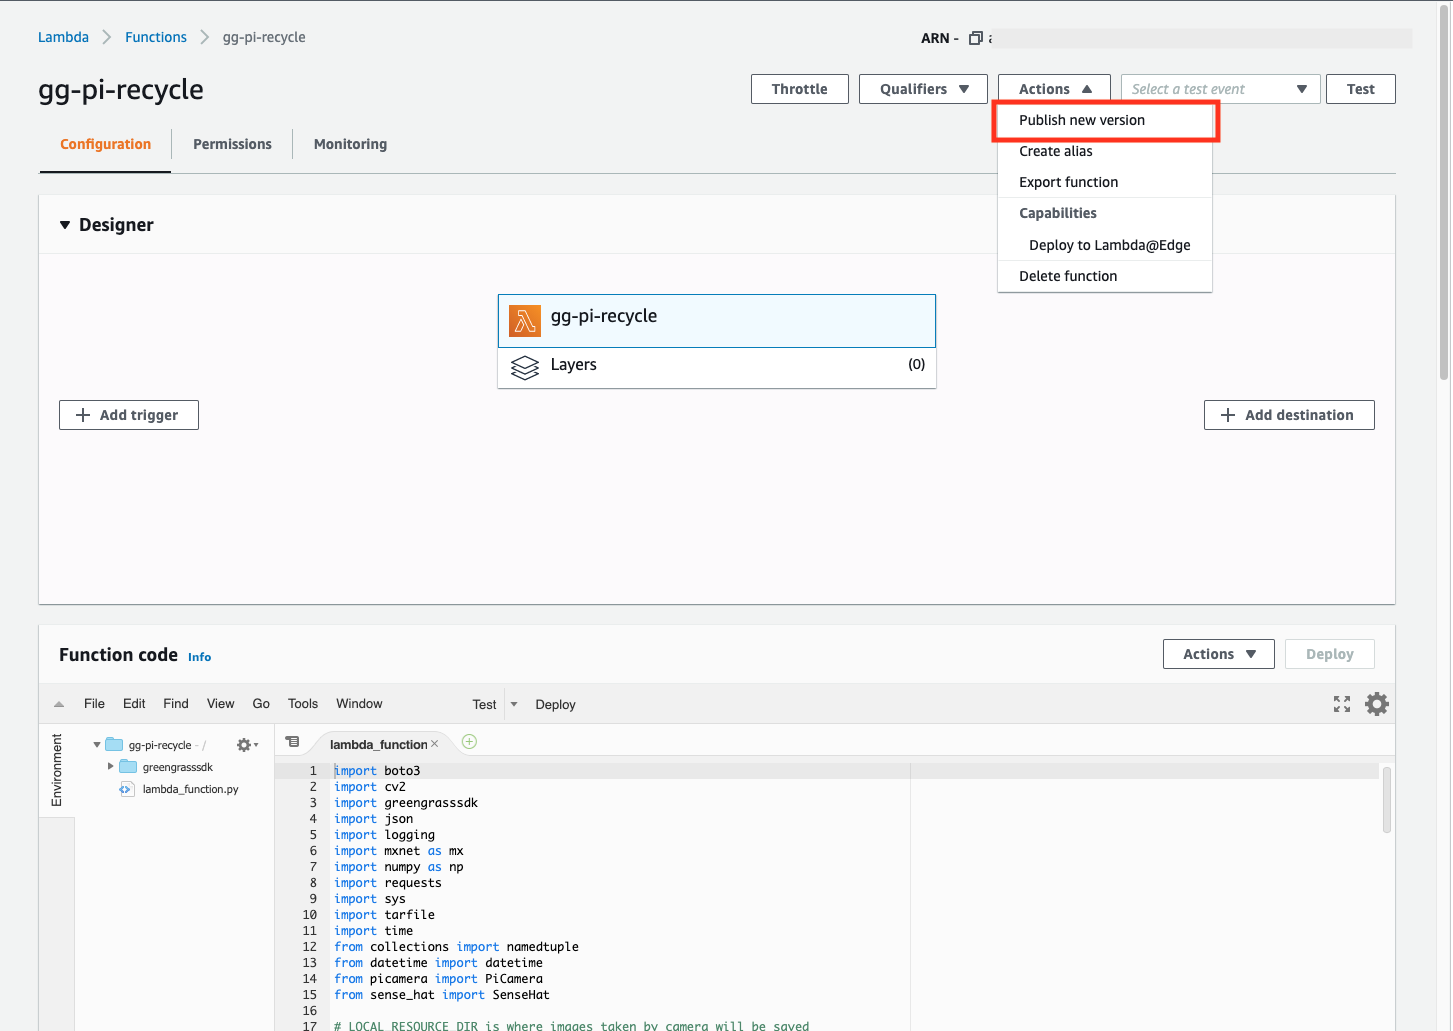 Lambda Functions gg-pi-recycle
ARN -
gg-pi-recycle
Throttle Qualifiers Actions Select a test event Test
Publish new version
Create alias
Export function
Capabilities
Deploy to Lambda@Edge
Delete function
Configuration Permissions Monitoring
Designer
gg-pi-recycle
Layers (0)
+ Add trigger
+ Add destination
Function code Info
Actions Deploy
File Edit Find View Go Tools Window Test Deploy
Environment
gg-pi-recycle - /
greengrasssdk
lambda_function.py
lambda_function ×
1 import boto3
2 import cv2
3 import greengrasssdk
4 import json
5 import logging
6 import mxnet as mx
7 import numpy as np
8 import requests
9 import sys
10 import tarfile
11 import time
12 from collections import namedtuple
13 from datetime import datetime
14 from picamera import PiCamera
15 from sense_hat import SenseHat
16
17 # LOCAL_RESOURCE_DIR is where images taken by camera will be saved